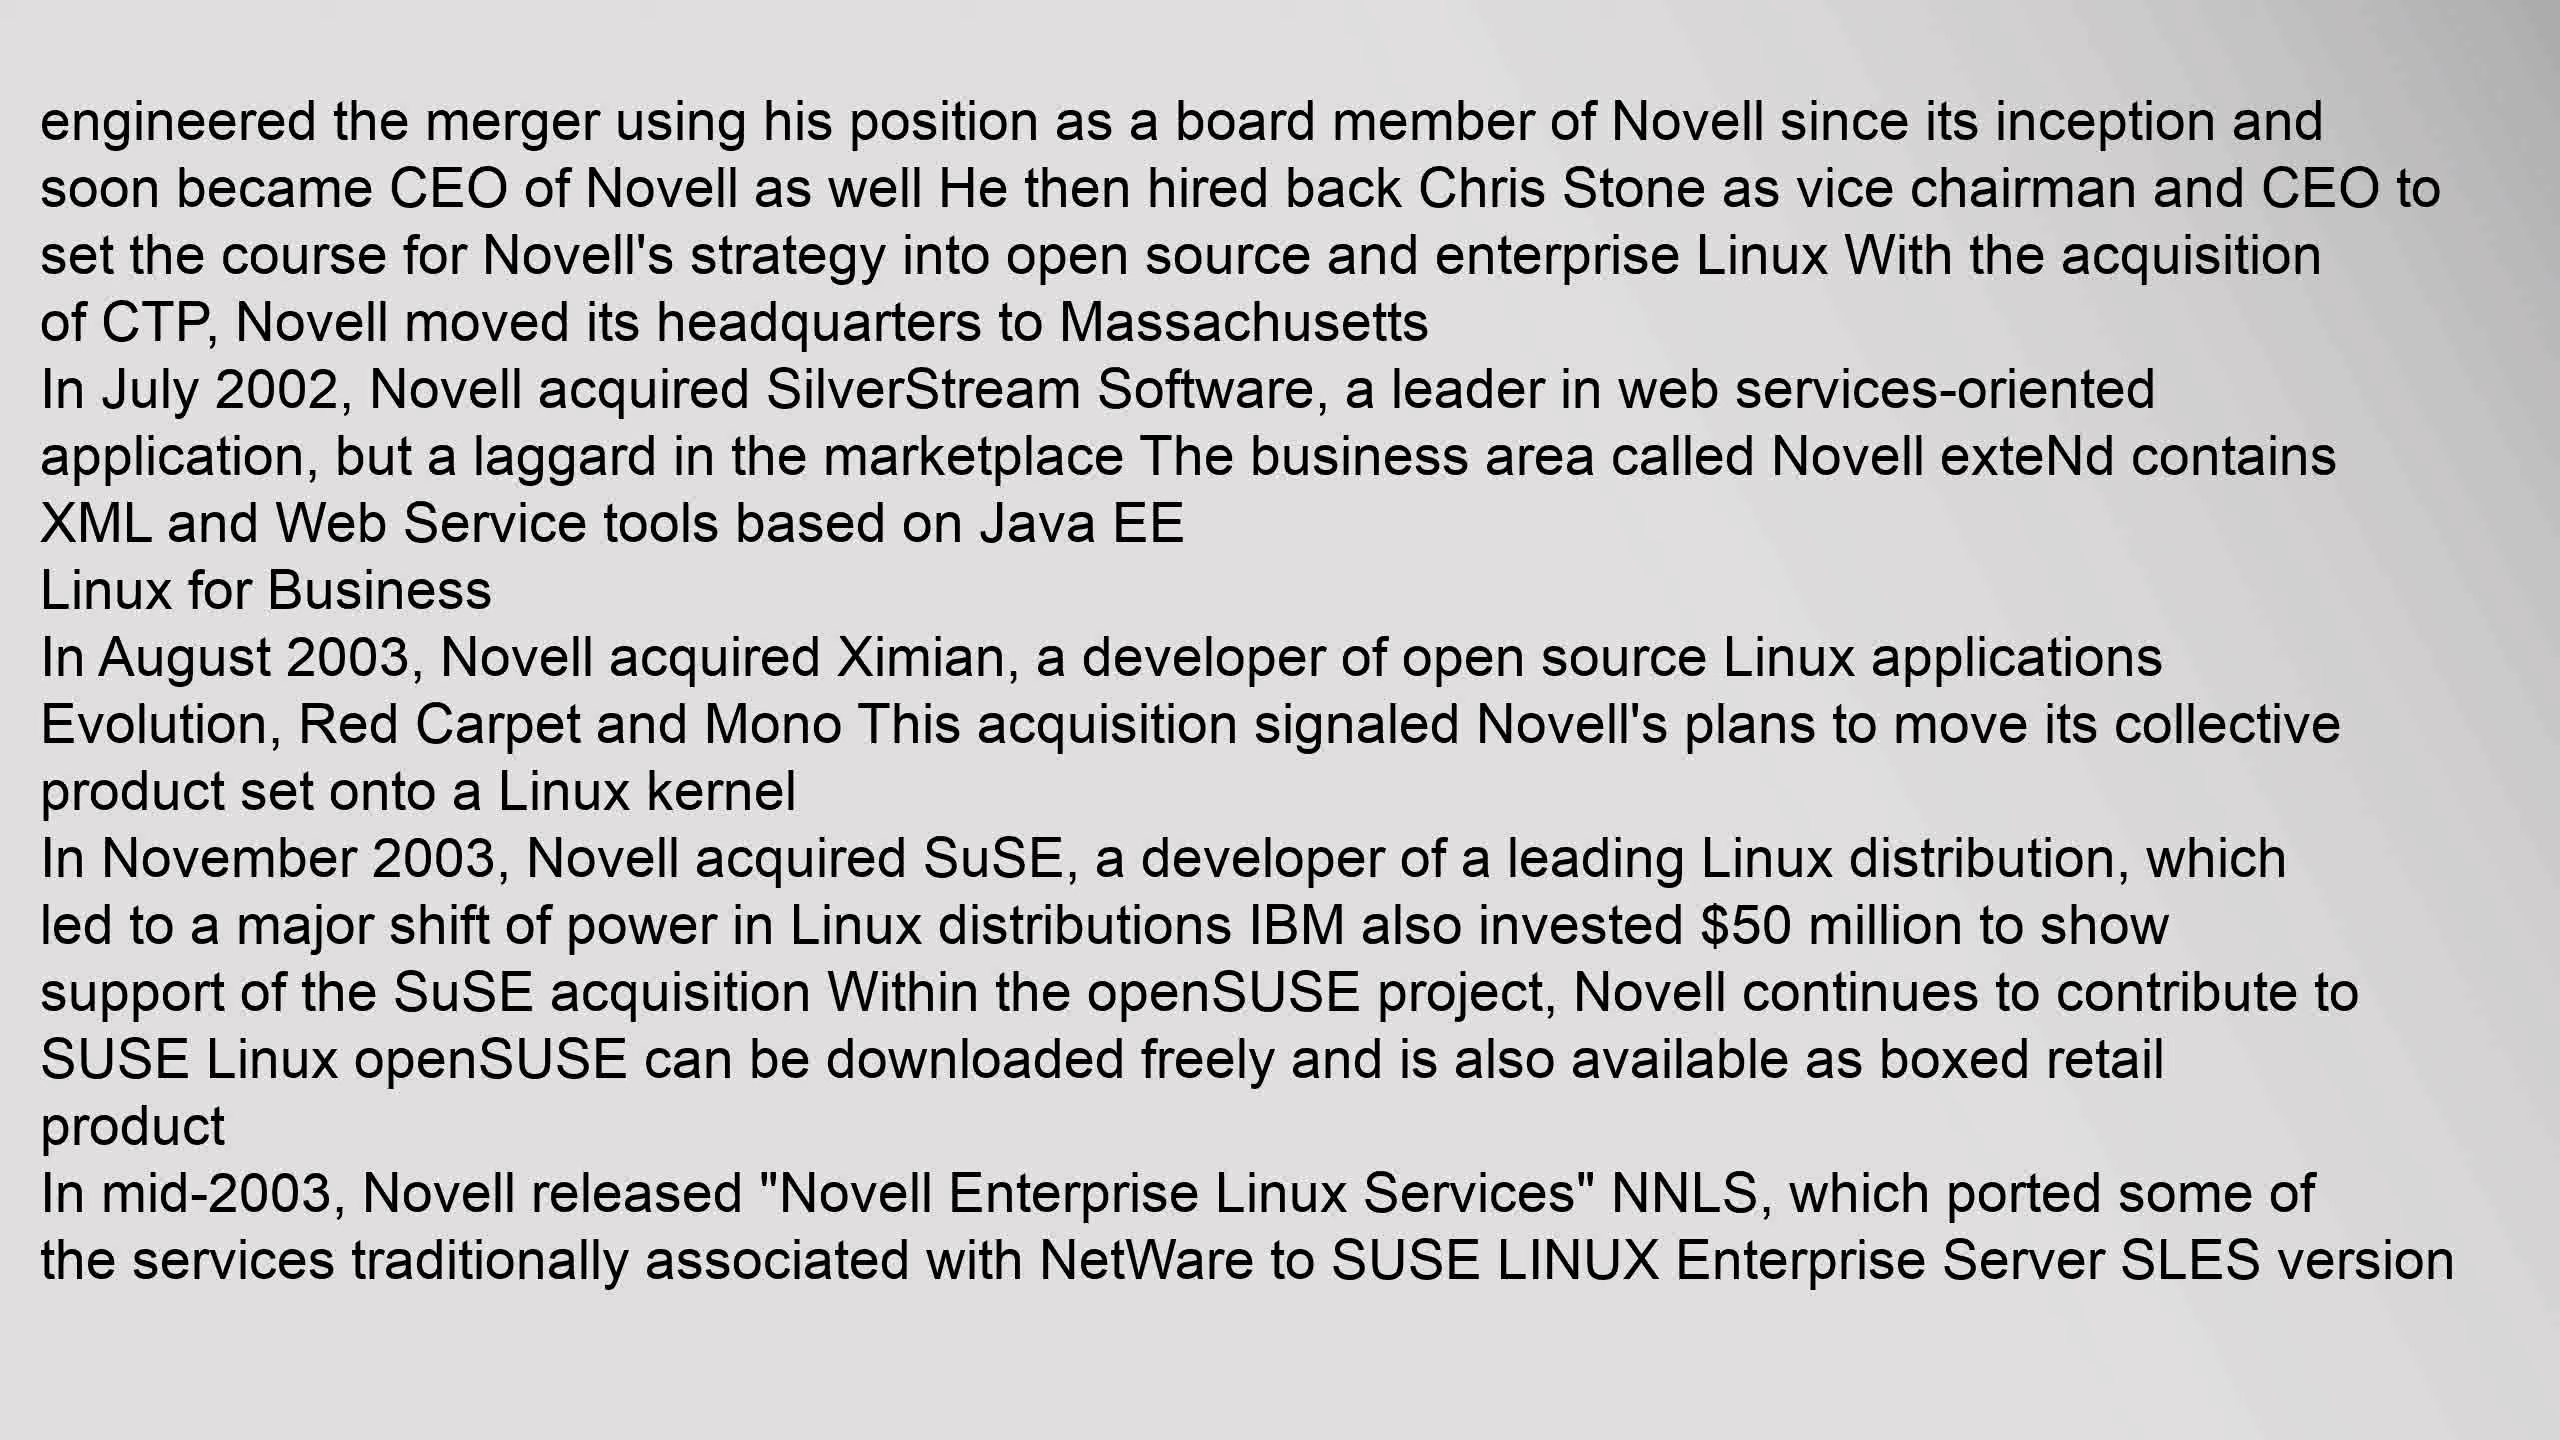 engineered the merger using his position as a board member of Novell since its inception and
soon became CEO of Novell as well He then hired back Chris Stone as vice chairman and CEO to
set the course for Novell's strategy into open source and enterprise Linux With the acquisition
of CTP, Novell moved its headquarters to Massachusetts
In July 2002, Novell acquired SilverStream Software, a leader in web services-oriented
application, but a laggard in the marketplace The business area called Novell exteNd contains
XML and Web Service tools based on Java EE
Linux for Business
In August 2003, Novell acquired Ximian, a developer of open source Linux applications
Evolution, Red Carpet and Mono This acquisition signaled Novell's plans to move its collective
product set onto a Linux kernel
In November 2003, Novell acquired SuSE, a developer of a leading Linux distribution, which
led to a major shift of power in Linux distributions IBM also invested $50 million to show
support of the SuSE acquisition Within the openSUSE project, Novell continues to contribute to
SUSE Linux openSUSE can be downloaded freely and is also available as boxed retail
product
In mid-2003, Novell released "Novell Enterprise Linux Services" NNLS, which ported some of
the services traditionally associated with NetWare to SUSE LINUX Enterprise Server SLES version